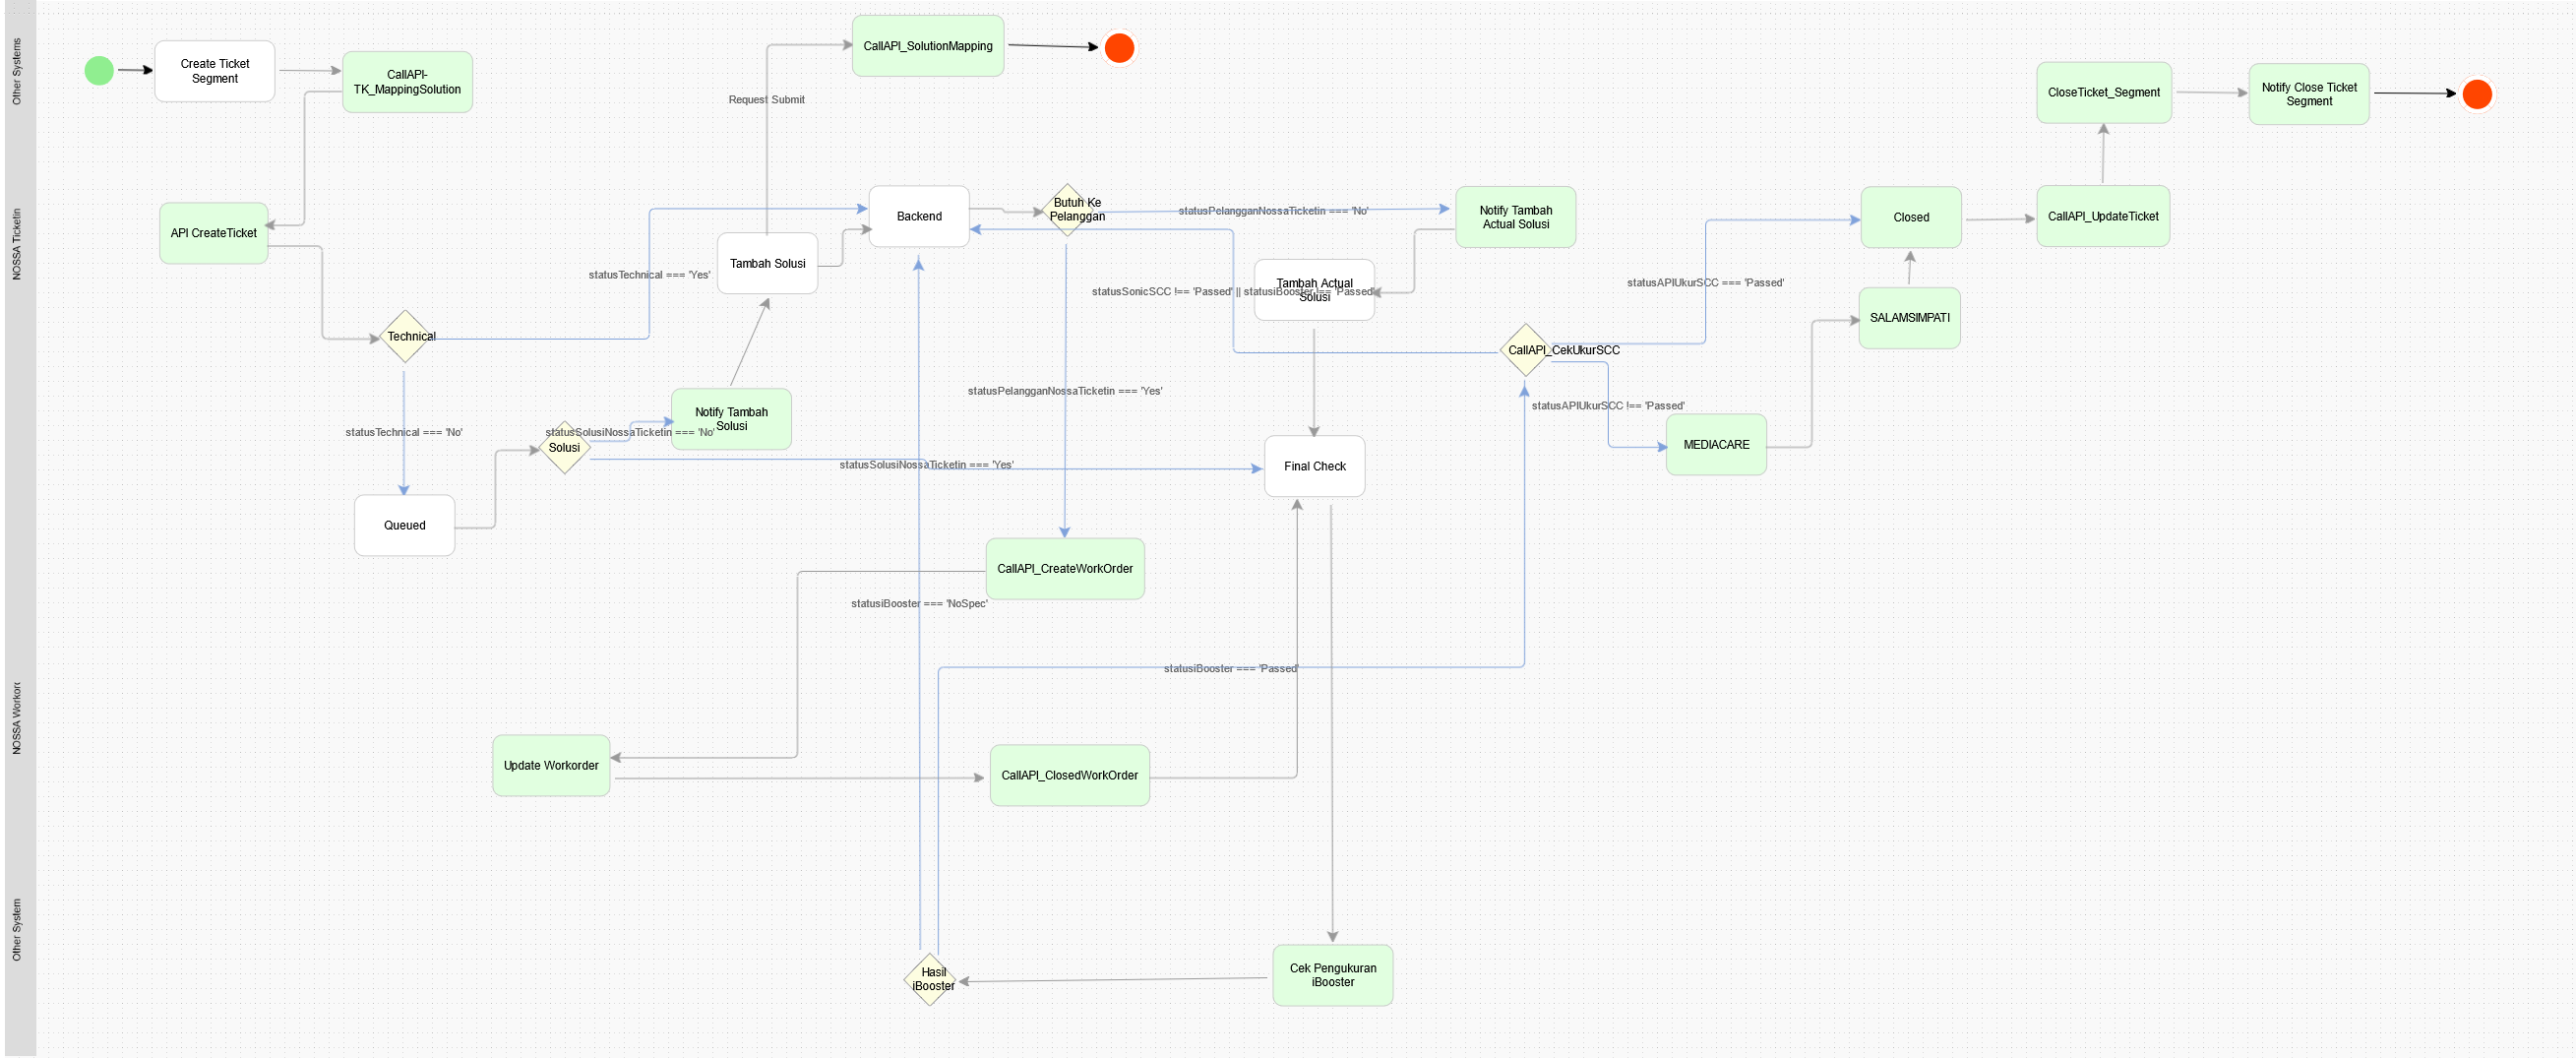 Other Systems
Create Ticket
Segment
CallAPI-
TK_MappingSolution
CallAPI_SolutionMapping
Request Submit
CloseTicket_Segment
Notify Close Ticket
Segment
NOSSA Ticketin
API CreateTicket
Technical
statusTechnical === 'Yes'
statusTechnical === 'No'
Queued
Solusi
statusSolusiNossaTicketin === 'No'
Notify Tambah
Solusi
statusSolusiNossaTicketin === 'Yes'
Tambah Solusi
Backend
Butuh Ke
Pelanggan
statusPelangganNossaTicketin === 'No'
Notify Tambah
Actual Solusi
Tambah Actual
Solusi
statusSonicSCC !== 'Passed' || statusiBooster !== 'Passed'
statusPelangganNossaTicketin === 'Yes'
Final Check
CallAPI_CekUkurSCC
statusAPIUkurSCC === 'Passed'
statusAPIUkurSCC !== 'Passed'
MEDIACARE
SALAMSIMPATI
Closed
CallAPI_UpdateTicket
CallAPI_CreateWorkOrder
statusiBooster === 'NoSpec'
statusiBooster === 'Passed'
NOSSA Workorc
Update Workorder
CallAPI_ClosedWorkOrder
Other System
Hasil
iBooster
Cek Pengukuran
iBooster